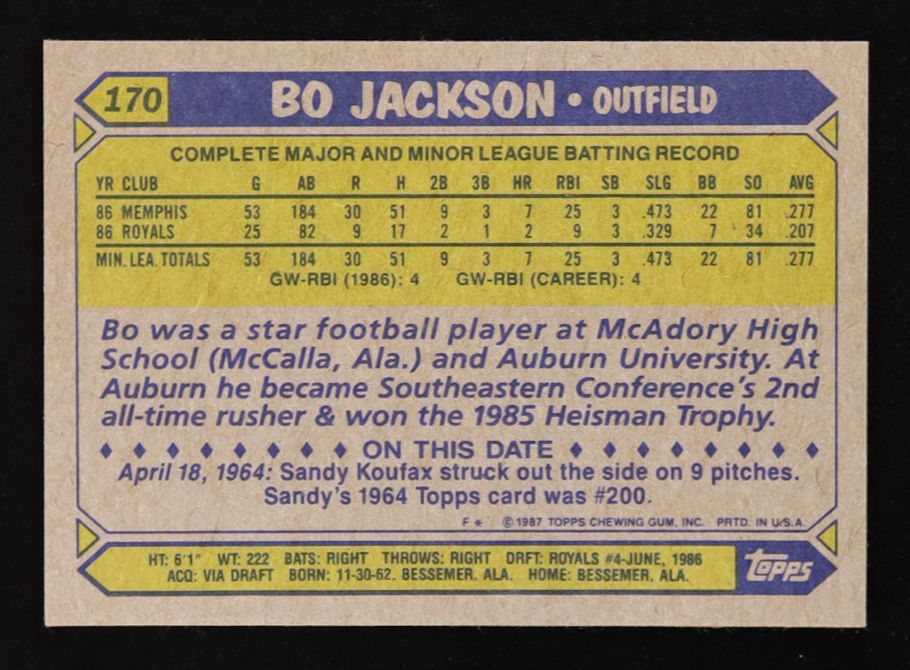 170 BO JACKSON • OUTFIELD
COMPLETE MAJOR AND MINOR LEAGUE BATTING RECORD
YR CLUB G AB R H 2B 3B HR RBI SB SLG BB SO AVG
86 MEMPHIS 53 184 30 51 9 3 7 25 3 .473 22 81 .277
86 ROYALS 25 82 9 17 2 1 2 9 3 .329 7 34 .207
MIN. LEA. TOTALS 53 184 30 51 9 3 7 25 3 .473 22 81 .277
GW-RBI (1986): 4 GW-RBI (CAREER): 4
Bo was a star football player at McAdory High
School (McCalla, Ala.) and Auburn University. At
Auburn he became Southeastern Conference's 2nd
all-time rusher & won the 1985 Heisman Trophy.
♦ ♦ ♦ ♦ ♦ ♦ ♦ ♦ ON THIS DATE ♦ ♦ ♦ ♦ ♦ ♦ ♦ ♦
April 18, 1964: Sandy Koufax struck out the side on 9 pitches.
Sandy's 1964 Topps card was #200.
F * © 1987 TOPPS CHEWING GUM, INC. PRTD. IN U.S.A.
HT: 6'1" WT: 222 BATS: RIGHT THROWS: RIGHT DRFT: ROYALS #4-JUNE, 1986
ACQ: VIA DRAFT BORN: 11-30-62. BESSEMER, ALA. HOME: BESSEMER, ALA.
topps